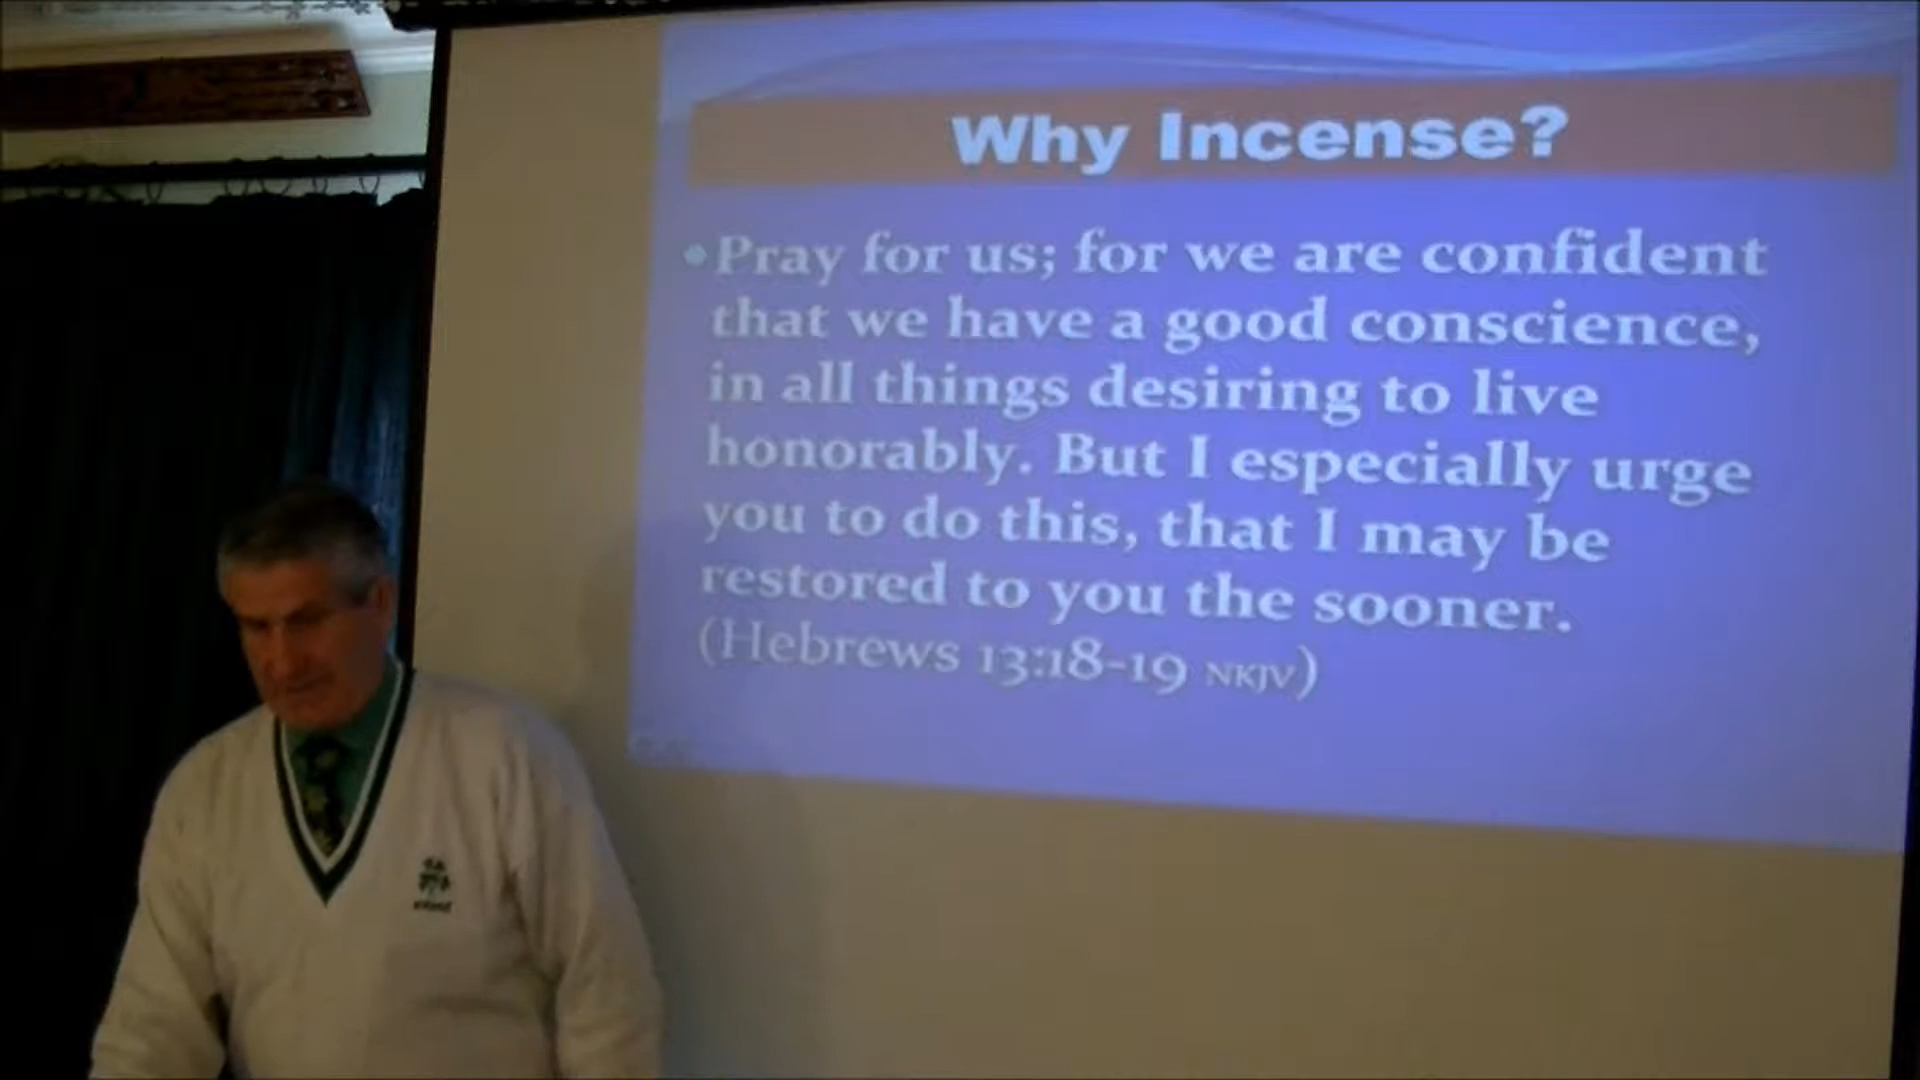 Why Incense?
•Pray for us; for we are confident
that we have a good conscience,
in all things desiring to live
honorably. But I especially urge
you to do this, that I may be
restored to you the sooner.
(Hebrews 13:18-19 NKJV)